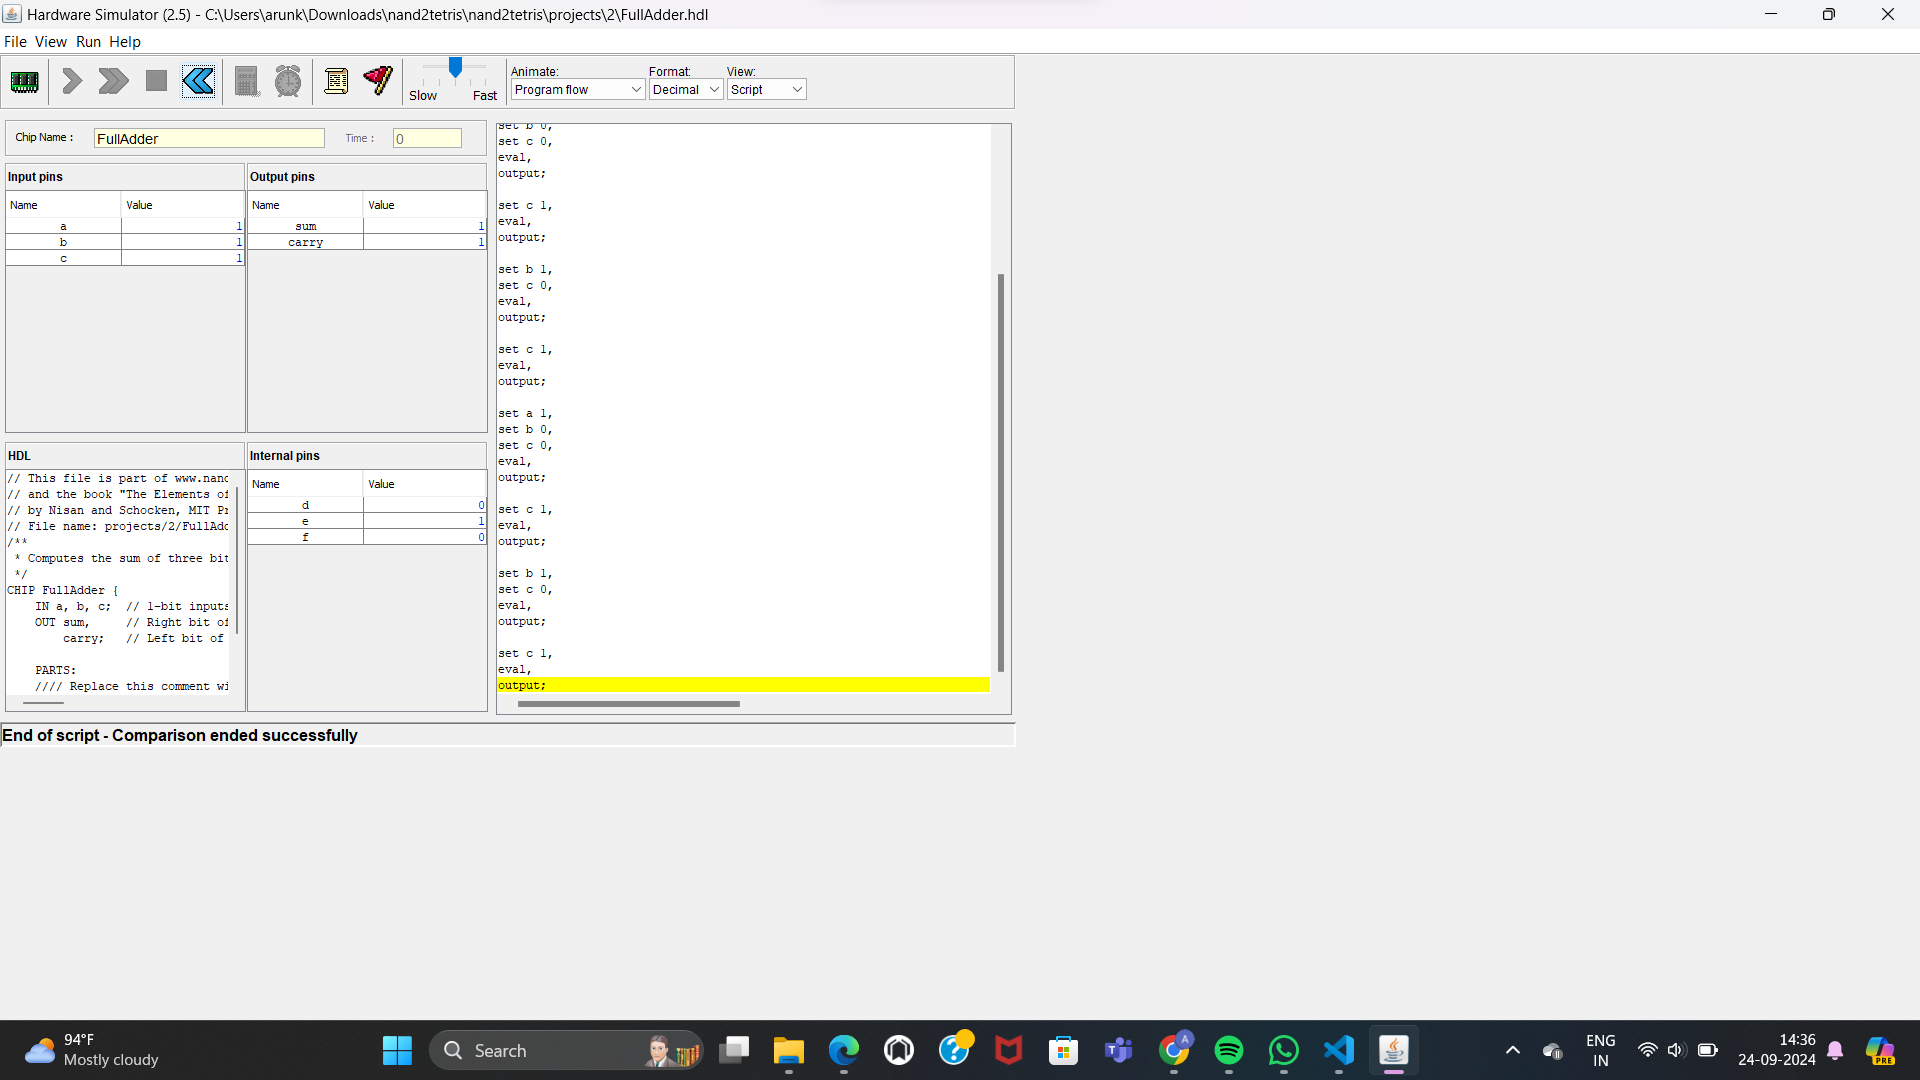 Hardware Simulator (2.5) - C:\Users\arunk\Downloads\nand2tetris\nand2tetris\projects\2\FullAdder.hdl
File View Run Help
Slow Fast
Animate:
Program flow
Format:
Decimal
View:
Script
Chip Name :
FullAdder
Time :
0
Input pins
Name Value
a 1
b 1
c 1
Output pins
Name Value
sum 1
carry 1
HDL
// This file is part of www.nand
// and the book "The Elements of
// by Nisan and Schocken, MIT Pr
// File name: projects/2/FullAdd
/**
* Computes the sum of three bit
*/
CHIP FullAdder {
IN a, b, c; // 1-bit inputs
OUT sum, // Right bit of
carry; // Left bit of
PARTS:
//// Replace this comment wi
Internal pins
Name Value
d 0
e 1
f 0
set b 0,
set c 0,
eval,
output;
set c 1,
eval,
output;
set b 1,
set c 0,
eval,
output;
set c 1,
eval,
output;
set a 1,
set b 0,
set c 0,
eval,
output;
set c 1,
eval,
output;
set b 1,
set c 0,
eval,
output;
set c 1,
eval,
output;
End of script - Comparison ended successfully
94°F
Mostly cloudy
Search
T
A
ENG
IN
14:36
24-09-2024
PRE